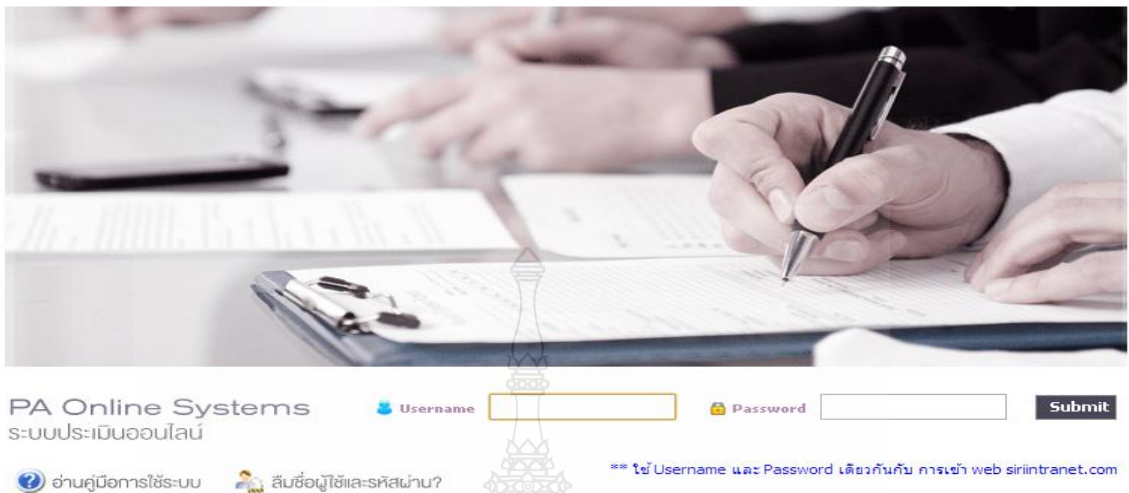 PA Online Systems
ระบบประเมินออนไลน์
Username
Password
Submit
อ่านคู่มือการใช้ระบบ
ลืมชื่อผู้ใช้และรหัสผ่าน?
** ใช้ Username และ Password เดียวกันกับ การเข้า web siriintranet.com